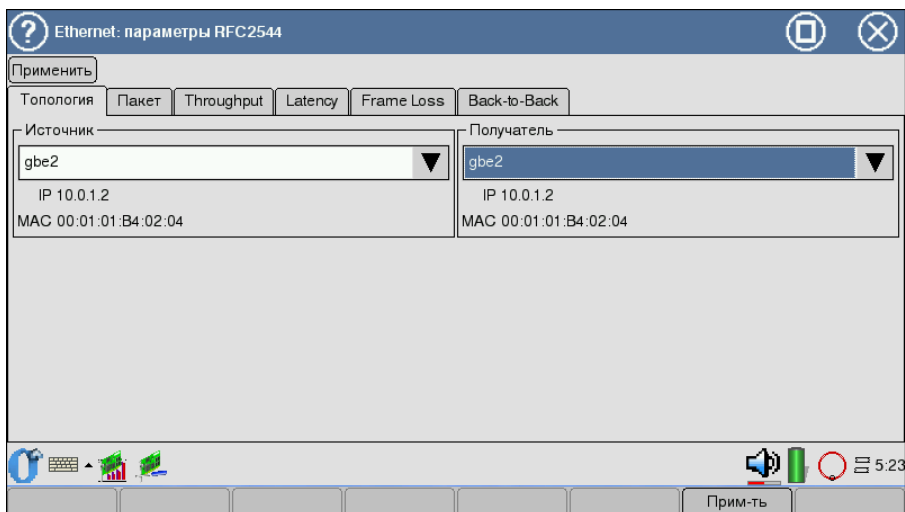 Ethernet: параметры RFC2544
Применить
Топология Пакет Throughput Latency Frame Loss Back-to-Back
Источник Получатель
gbe2 gbe2
IP 10.0.1.2 IP 10.0.1.2
MAC 00:01:01:B4:02:04 MAC 00:01:01:B4:02:04
5:23
Прим-ть